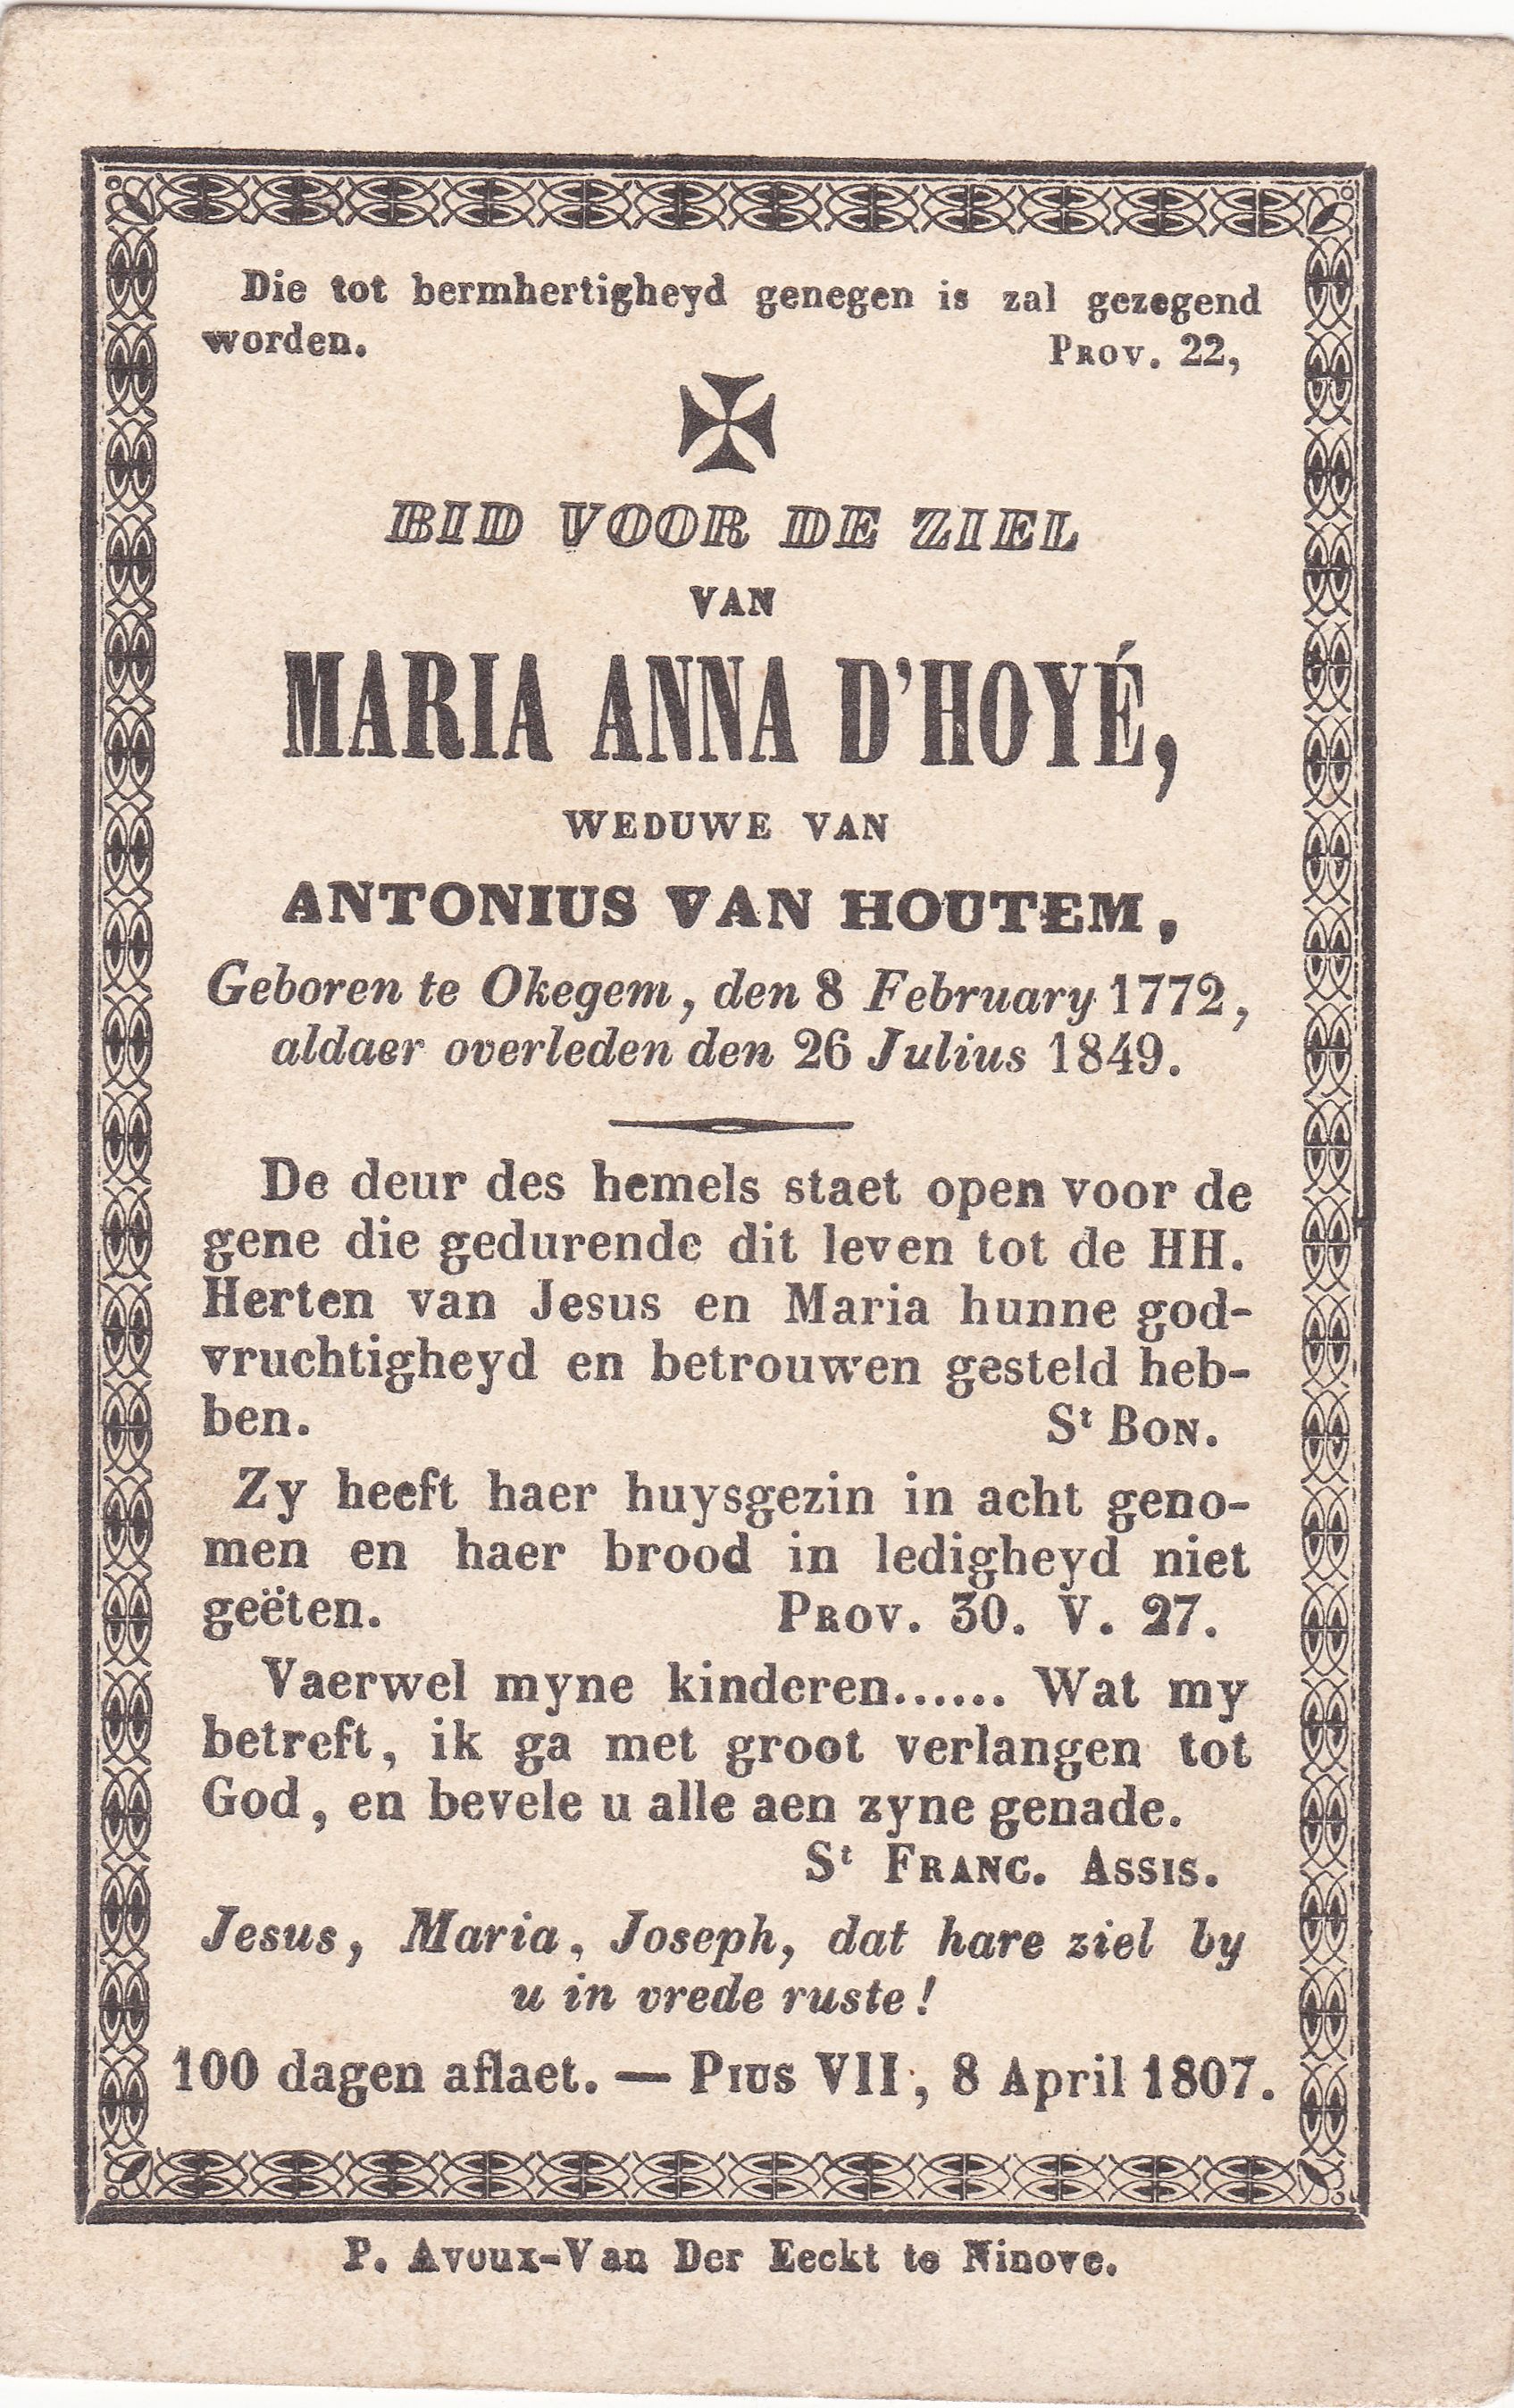 Die tot bermhertigheyd genegen is zal gezegend
worden. PROV. 22,
BID VOOR DE ZIEL
VAN
MARIA ANNA D'HOYÉ,
WEDUWE VAN
ANTONIUS VAN HOUTEM,
Geboren te Okegem, den 8 February 1772,
aldaer overleden den 26 Julius 1849.
De deur des hemels staet open voor de
gene die gedurende dit leven tot de HH.
Herten van Jesus en Maria hunne god-
vruchtigheyd en betrouwen gesteld heb-
ben. St BON.
Zy heeft haer huysgezin in acht geno-
men en haer brood in ledigheyd niet
geëten. PROV. 30. V. 27.
Vaerwel myne kinderen...... Wat my
betreft, ik ga met groot verlangen tot
God, en bevele u alle aen zyne genade.
St FRANC. ASSIS.
Jesus, Maria, Joseph, dat hare ziel by
u in vrede ruste!
100 dagen aflaet. — PIUS VII, 8 April 1807.
P. Avoux-Van Der Eeckt te Ninove.